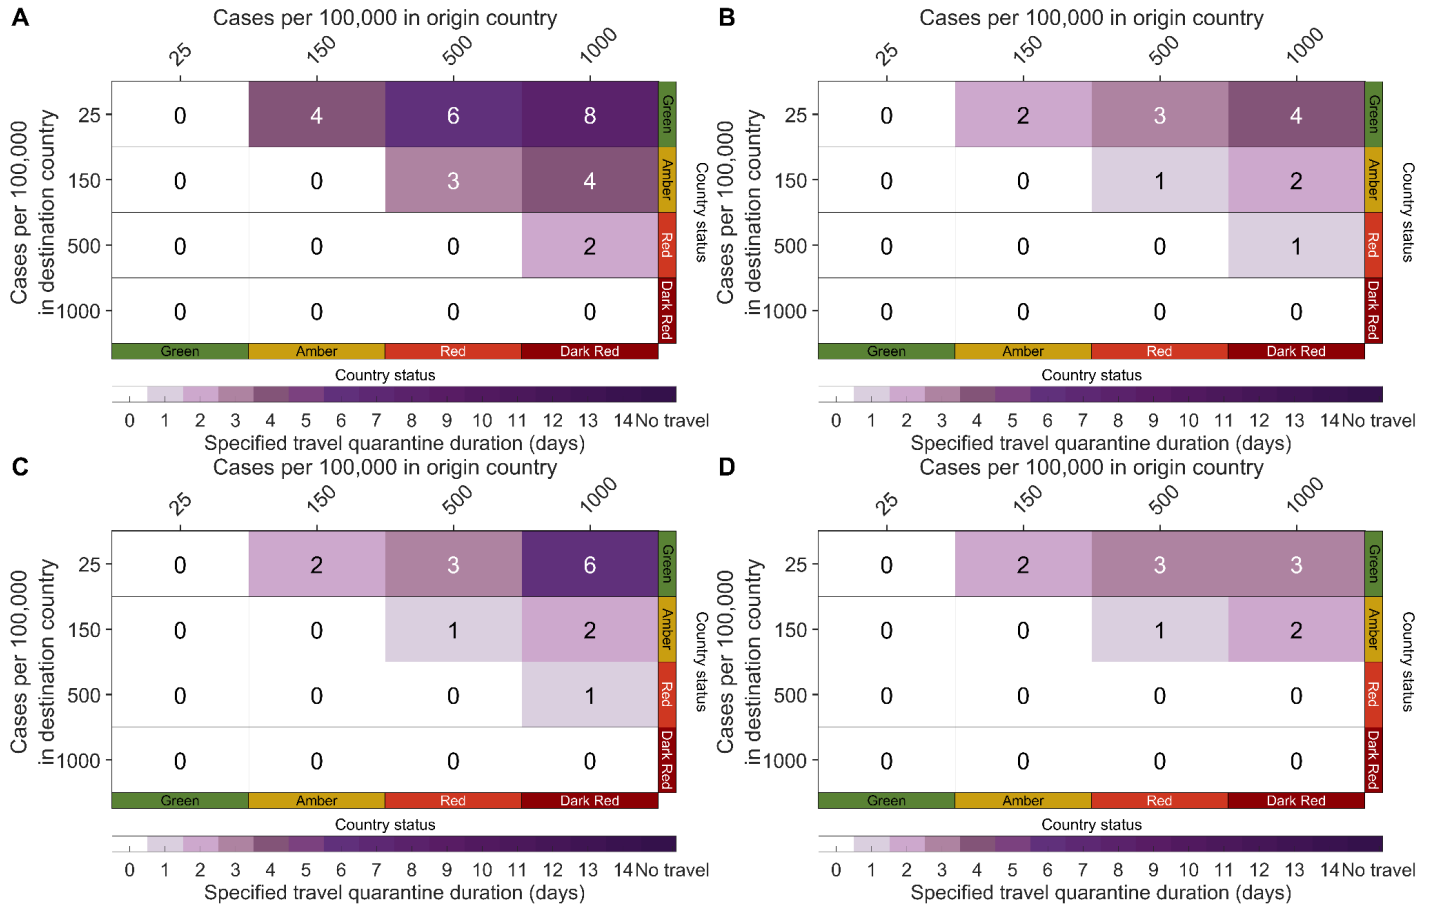 A
Cases per 100,000 in origin country
25 150 500 1000
Cases per 100,000
in destination country
25 0 4 6 8 Green
150 0 0 3 4 Amber
500 0 0 0 2 Red
1000 0 0 0 0 Dark Red
Country status
Green Amber Red Dark Red
Country status
0 1 2 3 4 5 6 7 8 9 10 11 12 13 14 No travel
Specified travel quarantine duration (days)
B
Cases per 100,000 in origin country
25 150 500 1000
Cases per 100,000
in destination country
25 0 2 3 4 Green
150 0 0 1 2 Amber
500 0 0 0 1 Red
1000 0 0 0 0 Dark Red
Country status
Green Amber Red Dark Red
Country status
0 1 2 3 4 5 6 7 8 9 10 11 12 13 14 No travel
Specified travel quarantine duration (days)
C
Cases per 100,000 in origin country
25 150 500 1000
Cases per 100,000
in destination country
25 0 2 3 6 Green
150 0 0 1 2 Amber
500 0 0 0 1 Red
1000 0 0 0 0 Dark Red
Country status
Green Amber Red Dark Red
Country status
0 1 2 3 4 5 6 7 8 9 10 11 12 13 14 No travel
Specified travel quarantine duration (days)
D
Cases per 100,000 in origin country
25 150 500 1000
Cases per 100,000
in destination country
25 0 2 3 3 Green
150 0 0 1 2 Amber
500 0 0 0 0 Red
1000 0 0 0 0 Dark Red
Country status
Green Amber Red Dark Red
Country status
0 1 2 3 4 5 6 7 8 9 10 11 12 13 14 No travel
Specified travel quarantine duration (days)